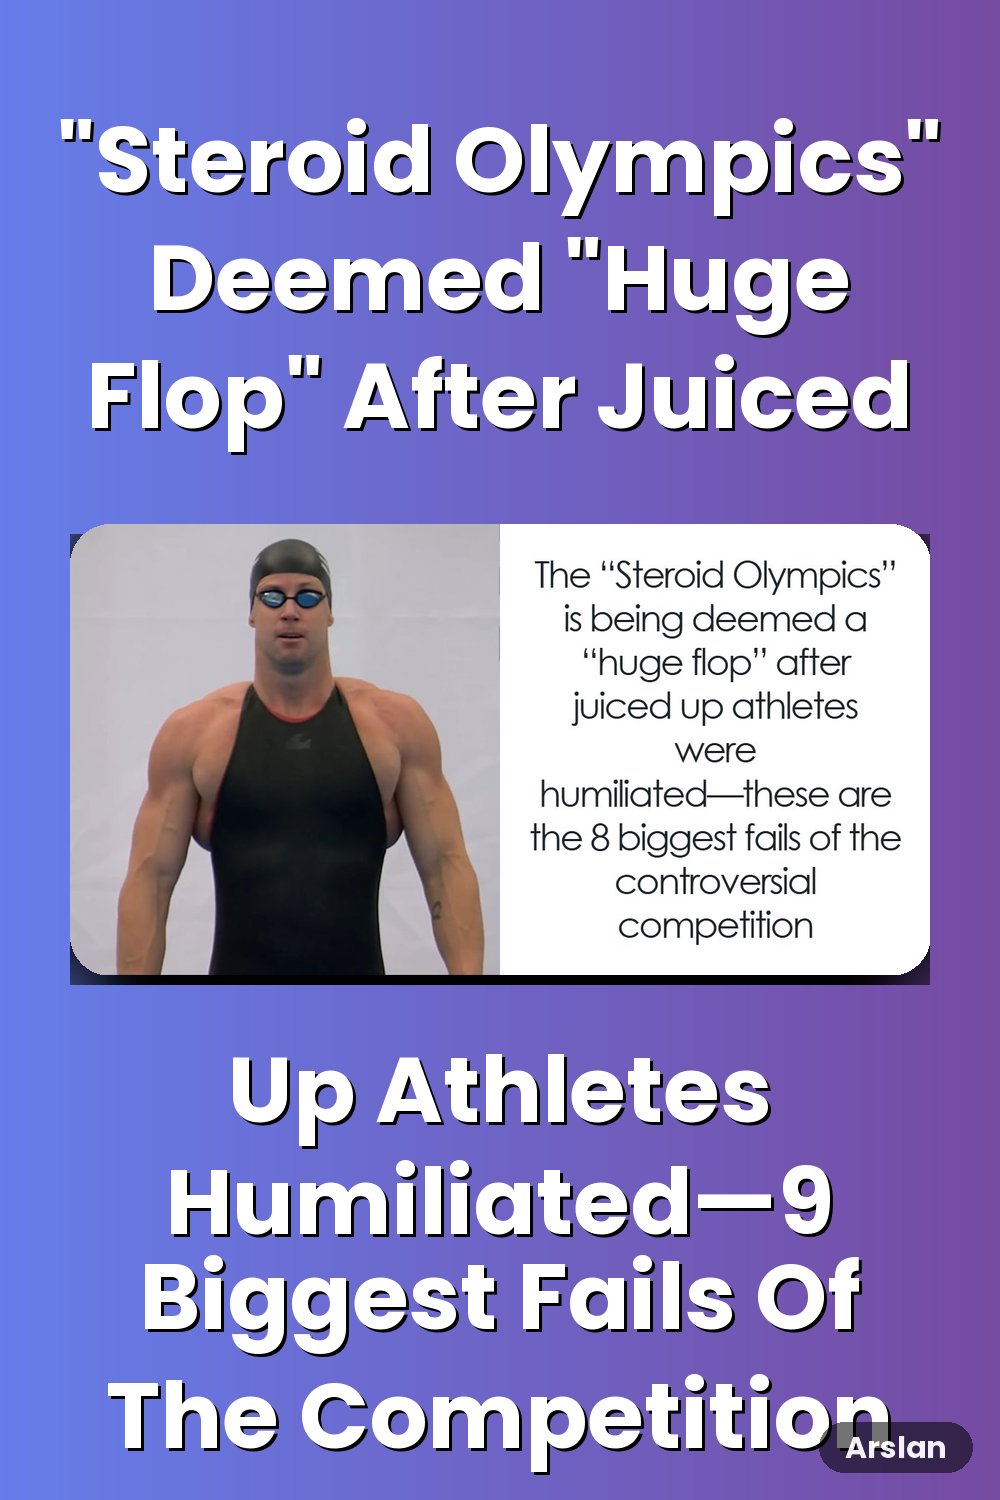 "Steroid Olympics"
Deemed "Huge
Flop" After Juiced
The “Steroid Olympics”
is being deemed a
“huge flop” after
juiced up athletes
were
humiliated—these are
the 8 biggest fails of the
controversial
competition
Up Athletes
Humiliated—9
Biggest Fails Of
The Competition
Arslan